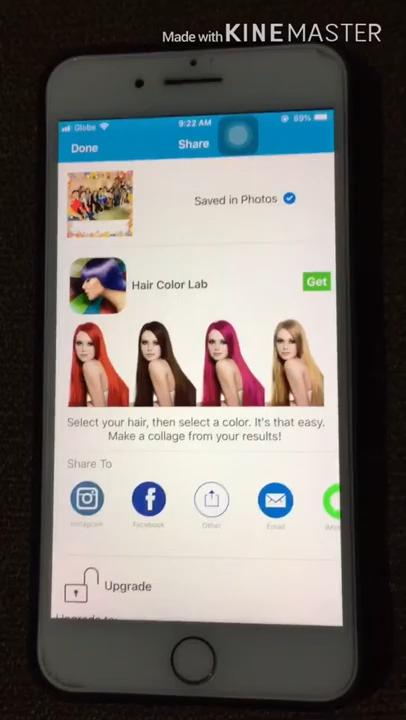 Made with KINEMASTER
Globe 9:22 AM 69%
Done Share
Saved in Photos
Hair Color Lab Get
Select your hair, then select a color. It's that easy.
Make a collage from your results!
Share To
Instagram Facebook Other Email
Upgrade
Upgrade to: